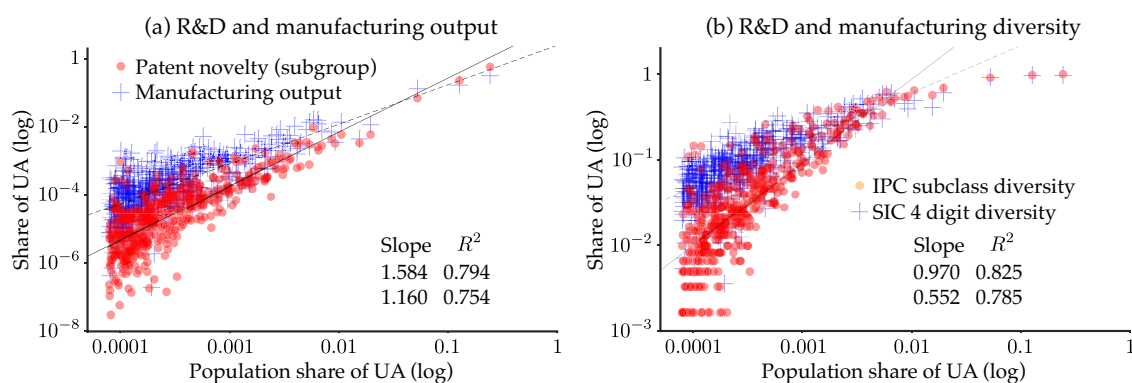 (a) R&D and manufacturing output
Share of UA (log)
1
10−2
10−4
10−6
10−8
Patent novelty (subgroup)
Manufacturing output
Slope R2
1.584 0.794
1.160 0.754
0.0001 0.001 0.01 0.1 1
Population share of UA (log)
(b) R&D and manufacturing diversity
Share of UA (log)
1
10−1
10−2
10−3
IPC subclass diversity
SIC 4 digit diversity
Slope R2
0.970 0.825
0.552 0.785
0.0001 0.001 0.01 0.1 1
Population share of UA (log)